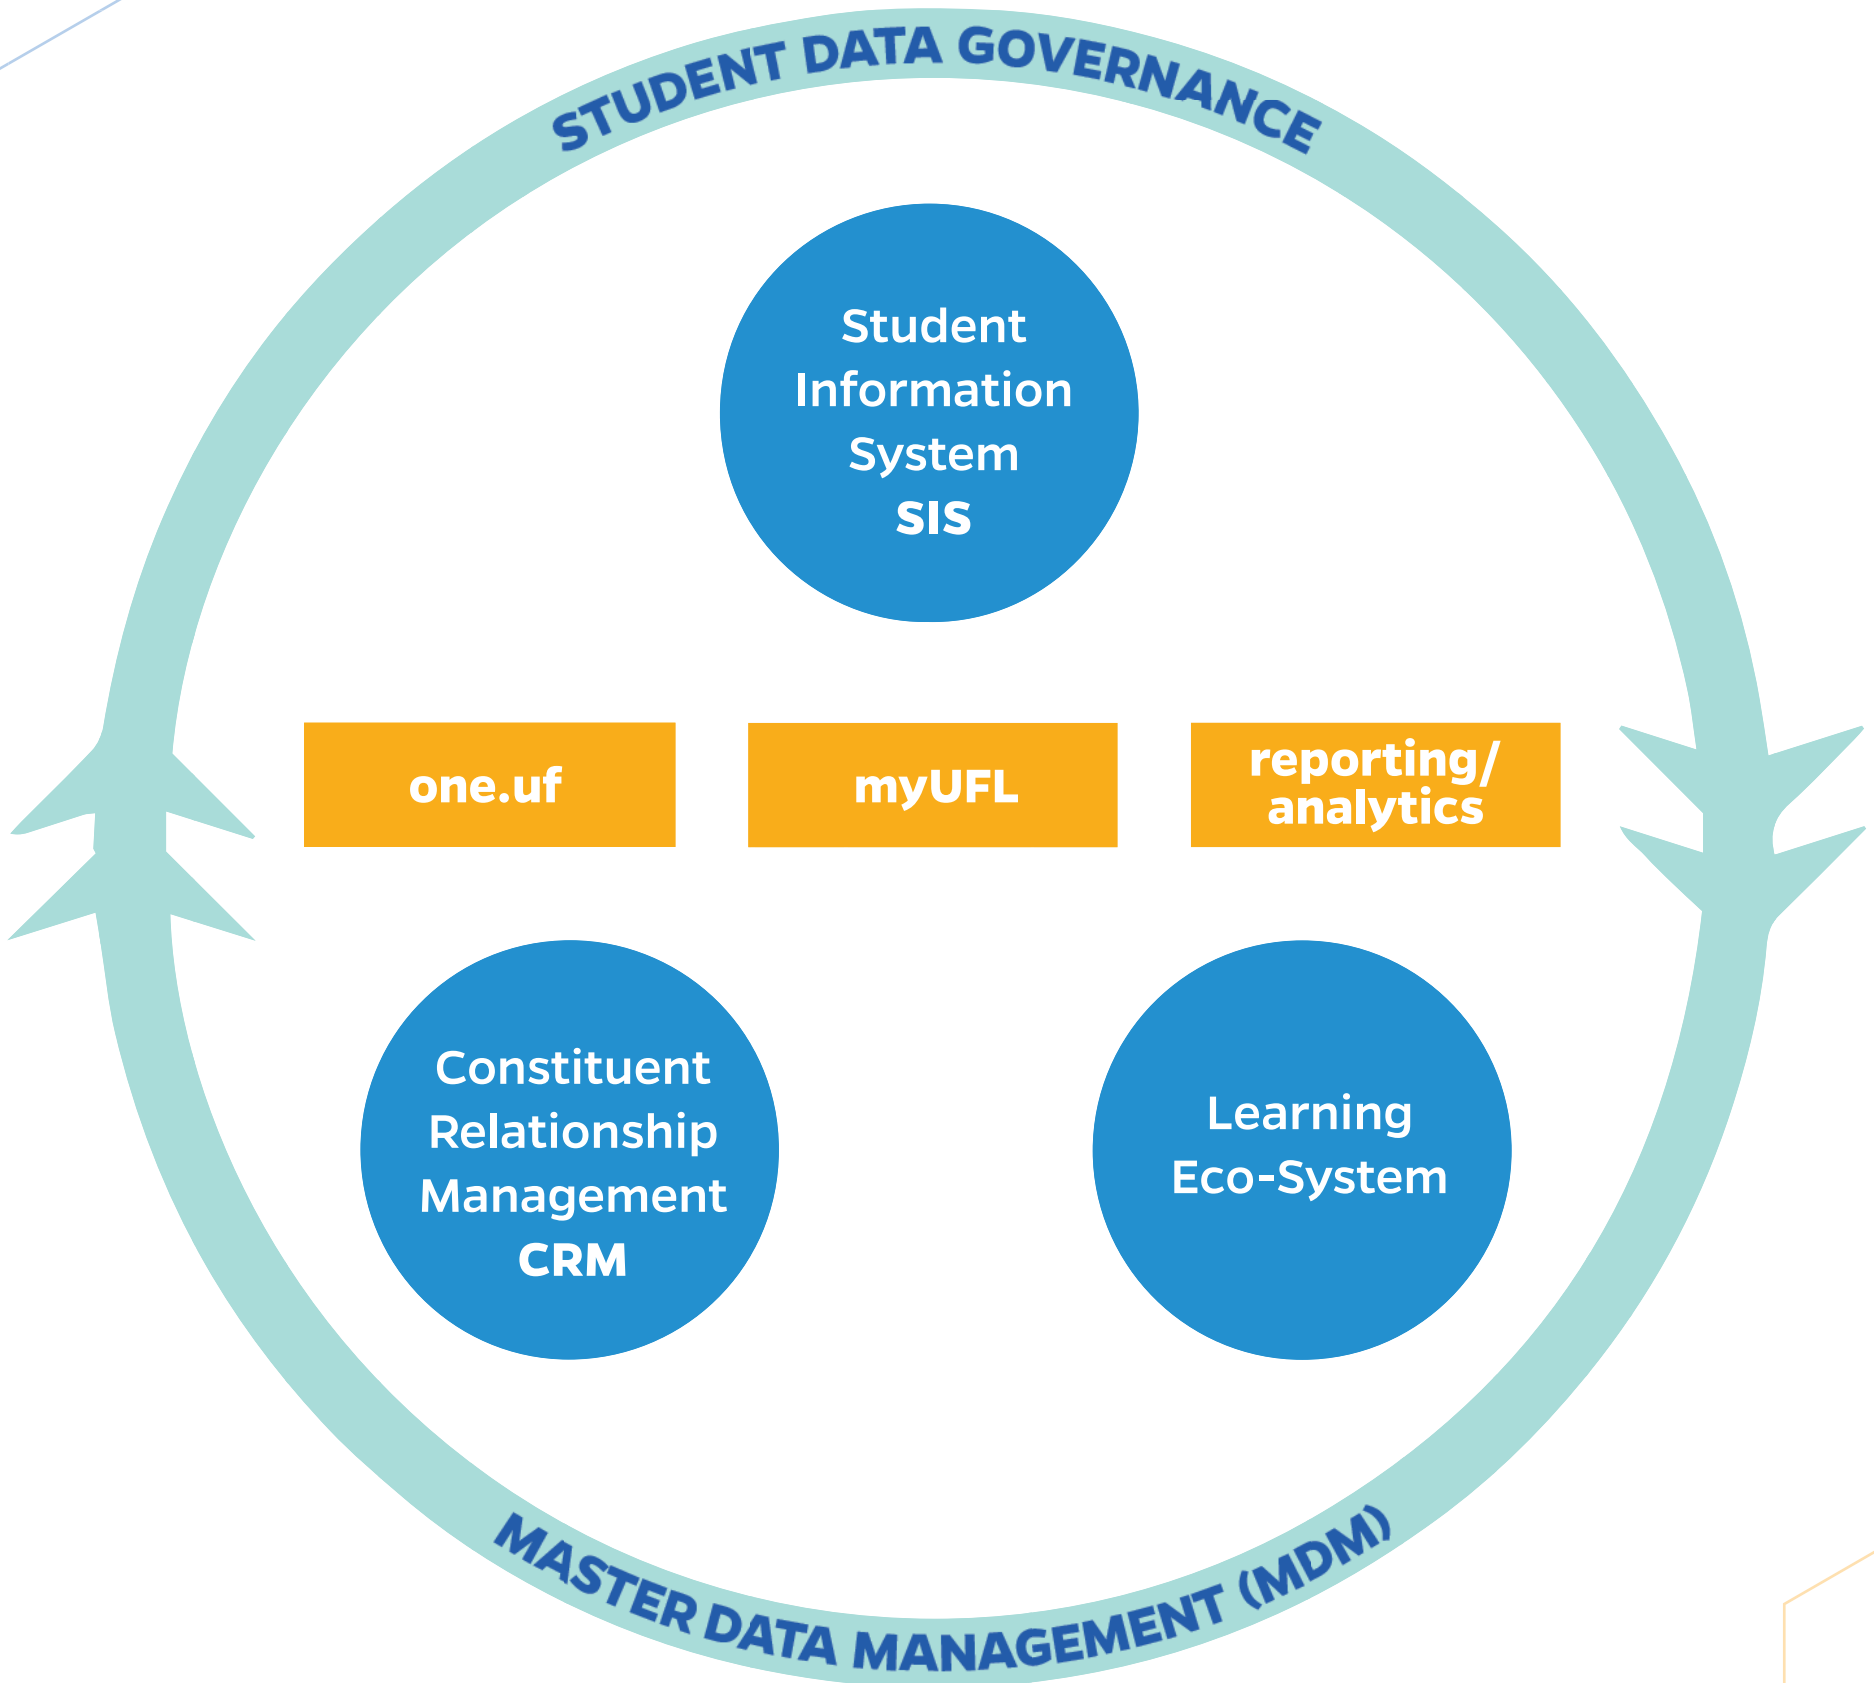 STUDENT DATA GOVERNANCE
Student
Information
System
SIS
one.uf
myUFL
reporting/
analytics
Constituent
Relationship
Management
CRM
Learning
Eco-System
MASTER DATA MANAGEMENT (MDM)